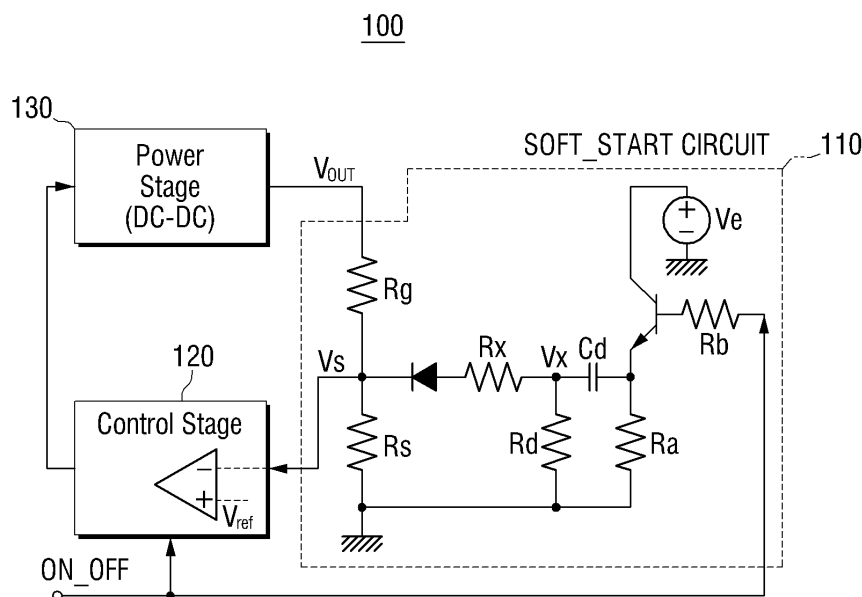 100
130
Power
Stage
(DC-DC)
VOUT
SOFT_START CIRCUIT
110
Ve
Rg
Rb
Vs
Rx
Vx
Cd
120
Control Stage
Rs
Rd
Ra
Vref
ON_OFF